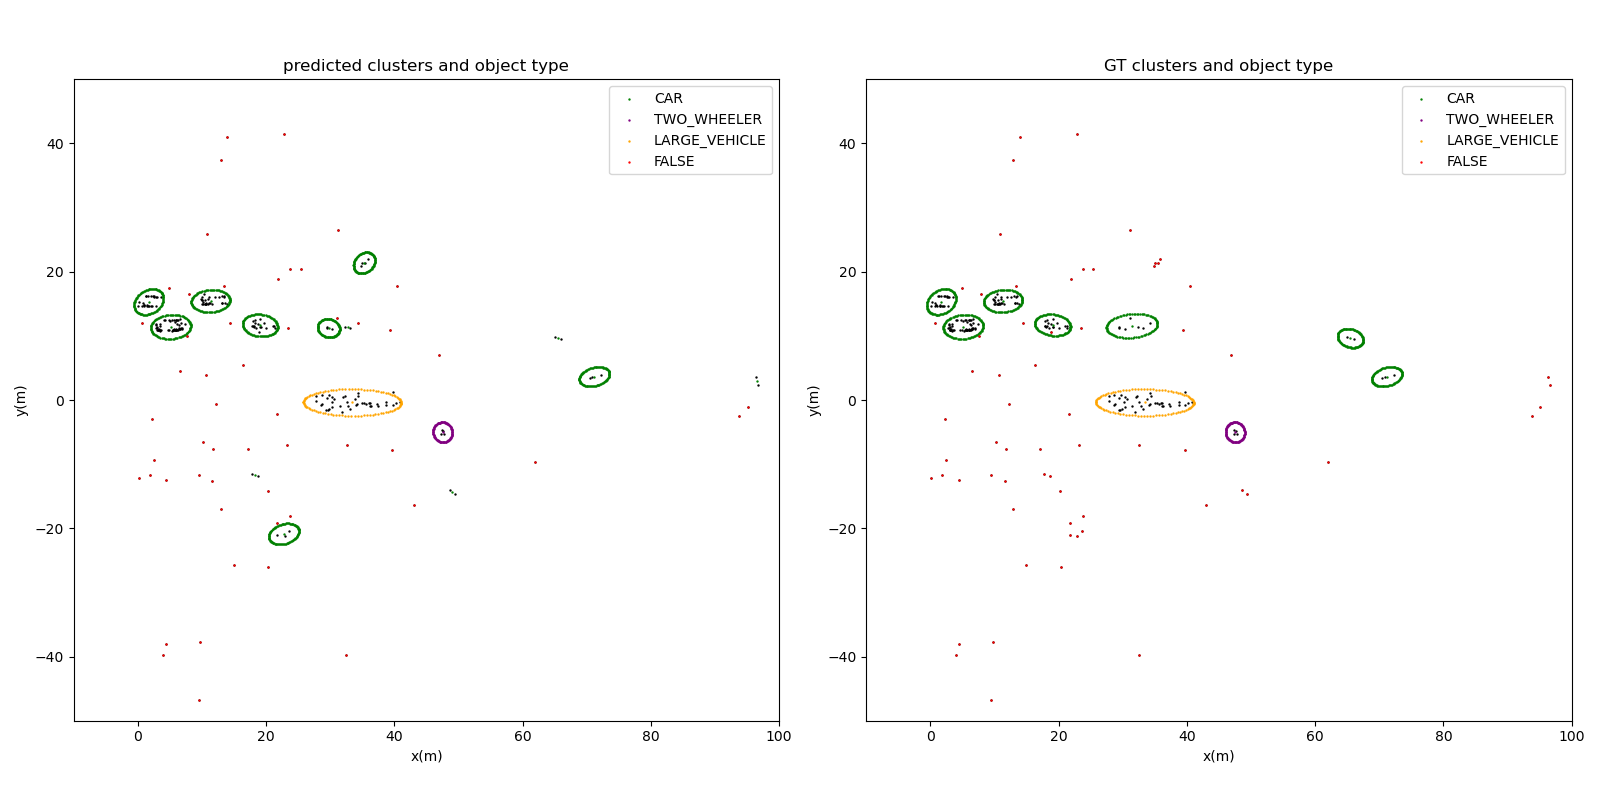 predicted clusters and object type
CAR
TWO_WHEELER
LARGE_VEHICLE
FALSE
40
20
0
−20
−40
y(m)
0 20 40 60 80 100
x(m)
GT clusters and object type
CAR
TWO_WHEELER
LARGE_VEHICLE
FALSE
40
20
0
−20
−40
y(m)
0 20 40 60 80 100
x(m)